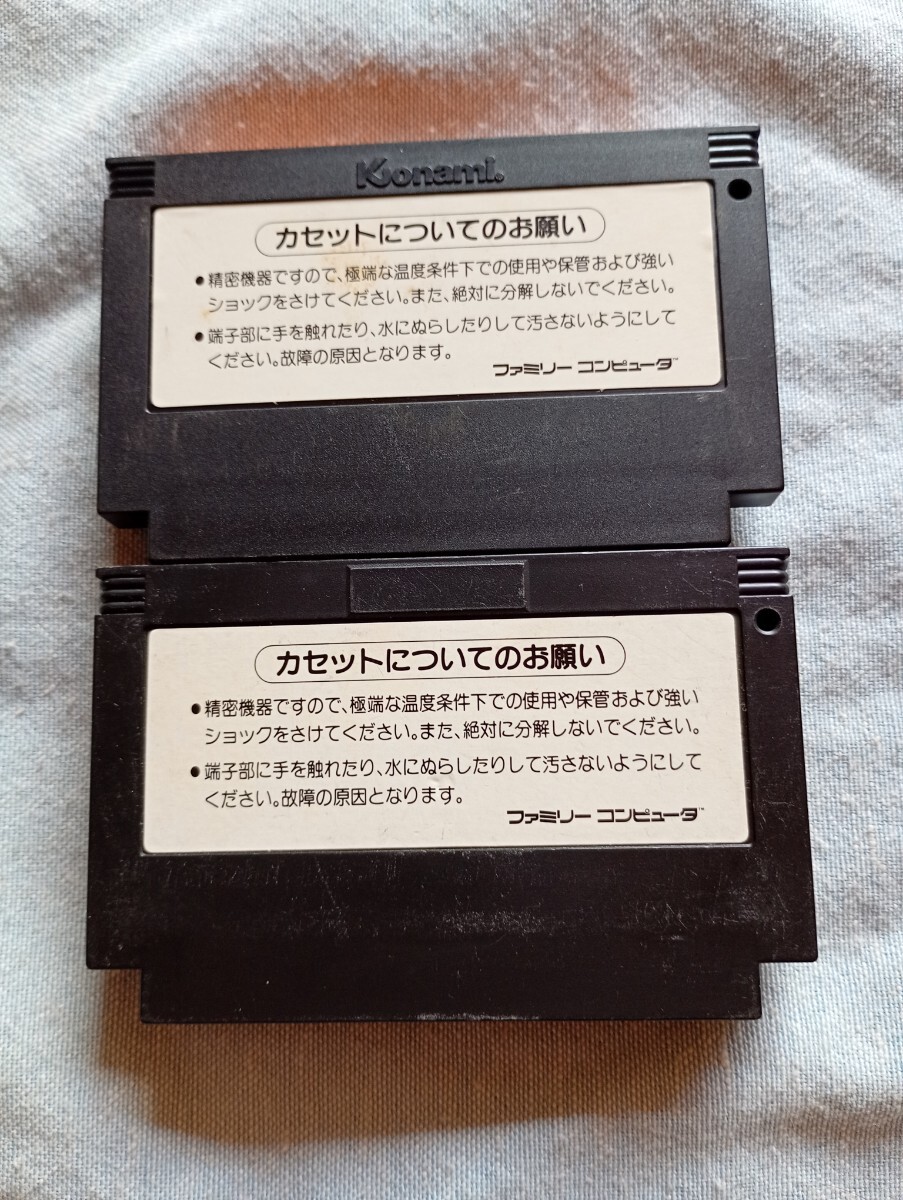 Konami®
カセットについてのお願い
●精密機器ですので、極端な温度条件下での使用や保管および強い
ショックをさけてください。また、絶対に分解しないでください。
●端子部に手を触れたり、水にぬらしたりして汚さないようにして
ください。故障の原因となります。
ファミリー コンピュータ™
カセットについてのお願い
●精密機器ですので、極端な温度条件下での使用や保管および強い
ショックをさけてください。また、絶対に分解しないでください。
●端子部に手を触れたり、水にぬらしたりして汚さないようにして
ください。故障の原因となります。
ファミリー コンピュータ™